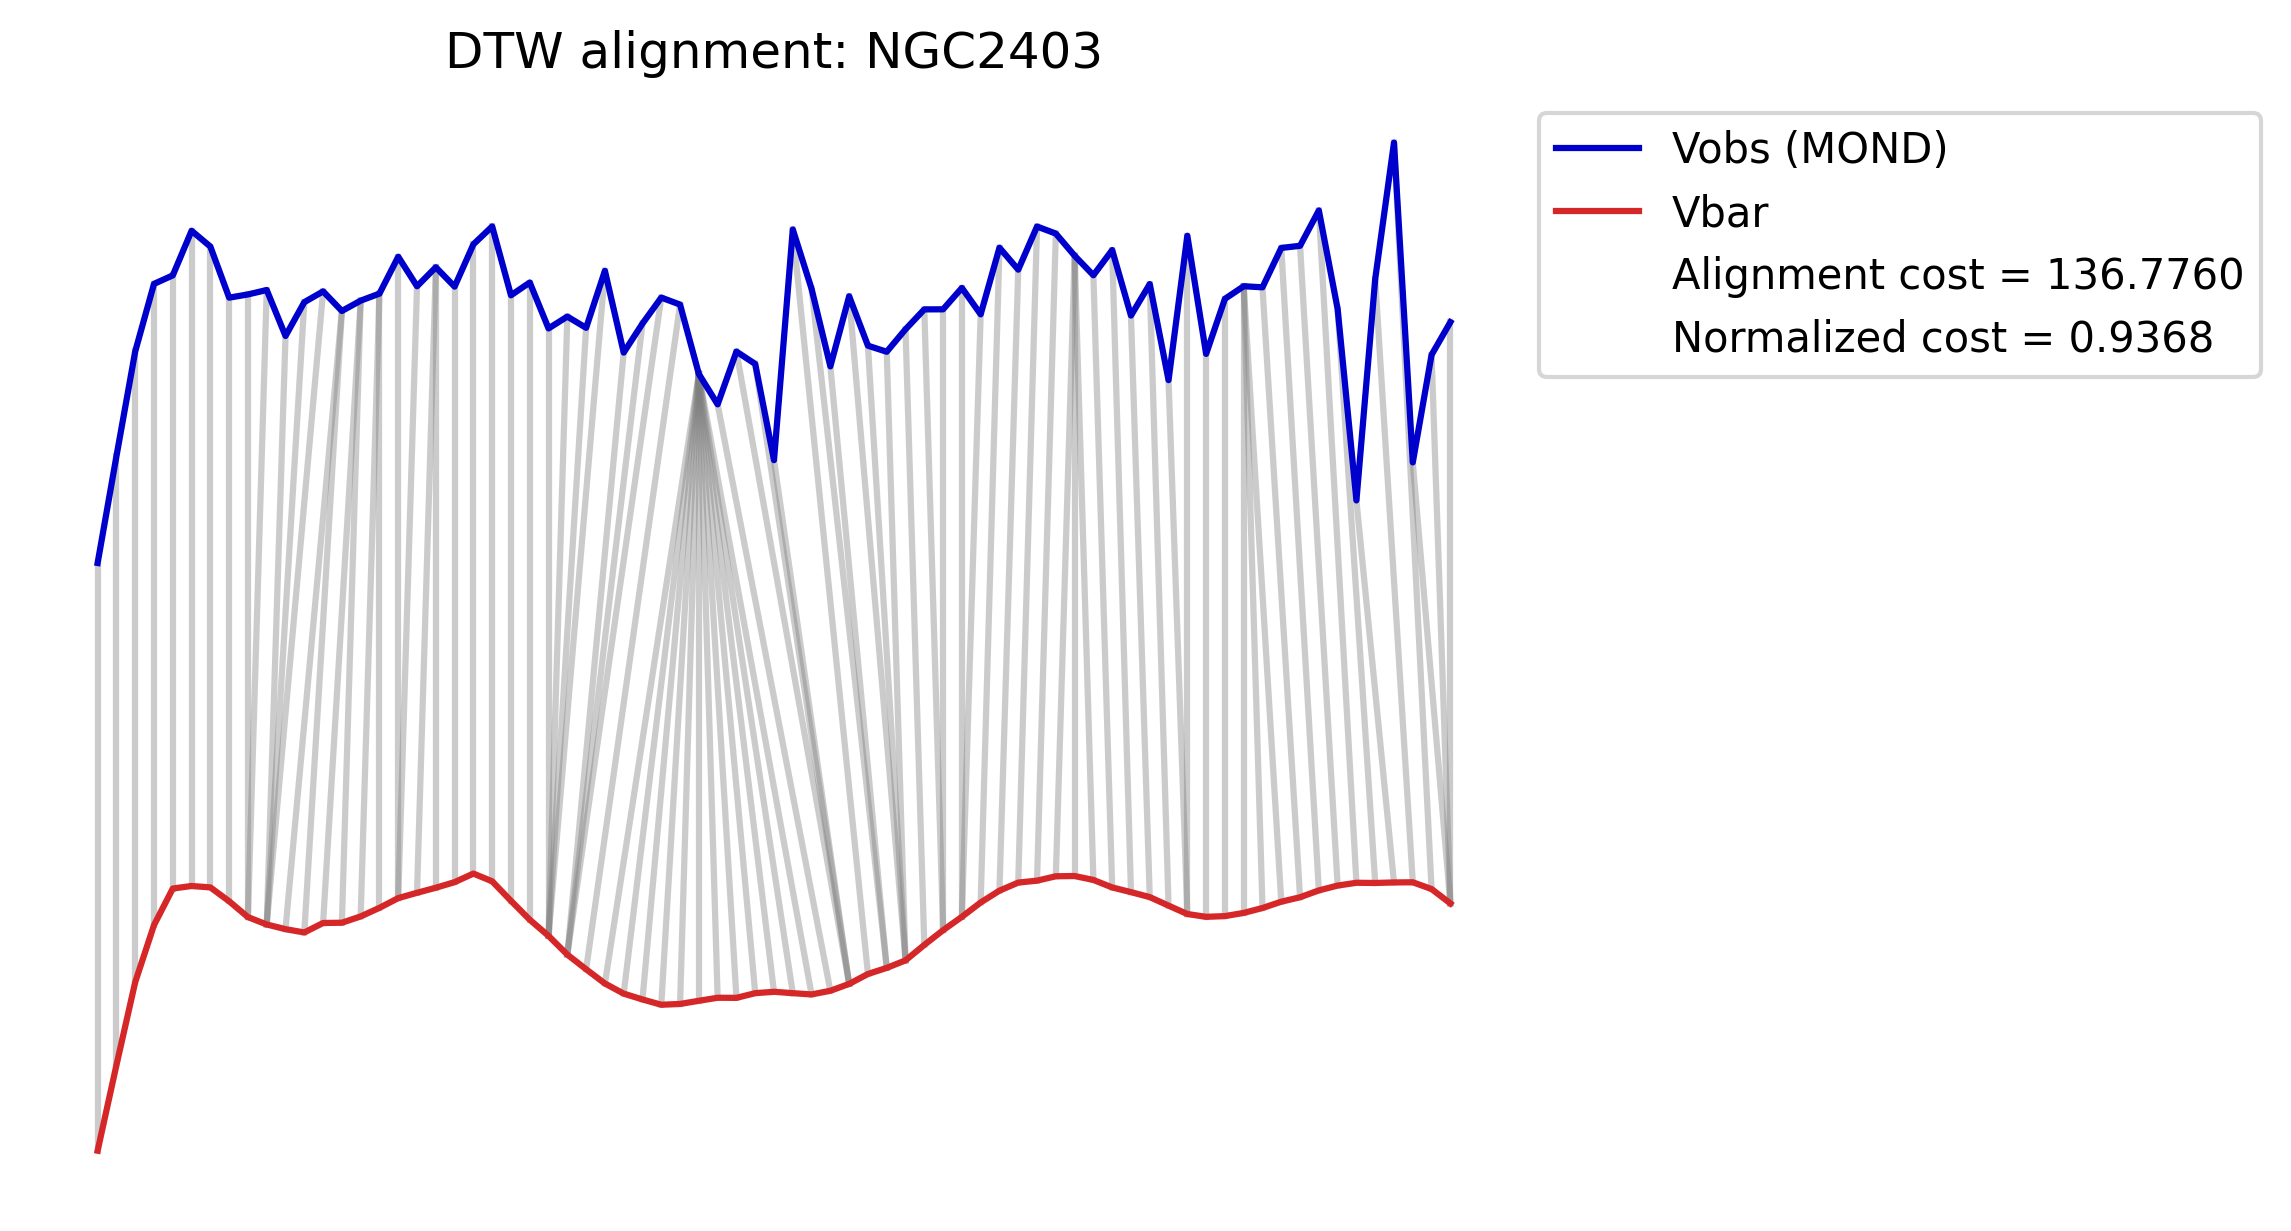 DTW alignment: NGC2403
Vobs (MOND)
Vbar
Alignment cost = 136.7760
Normalized cost = 0.9368